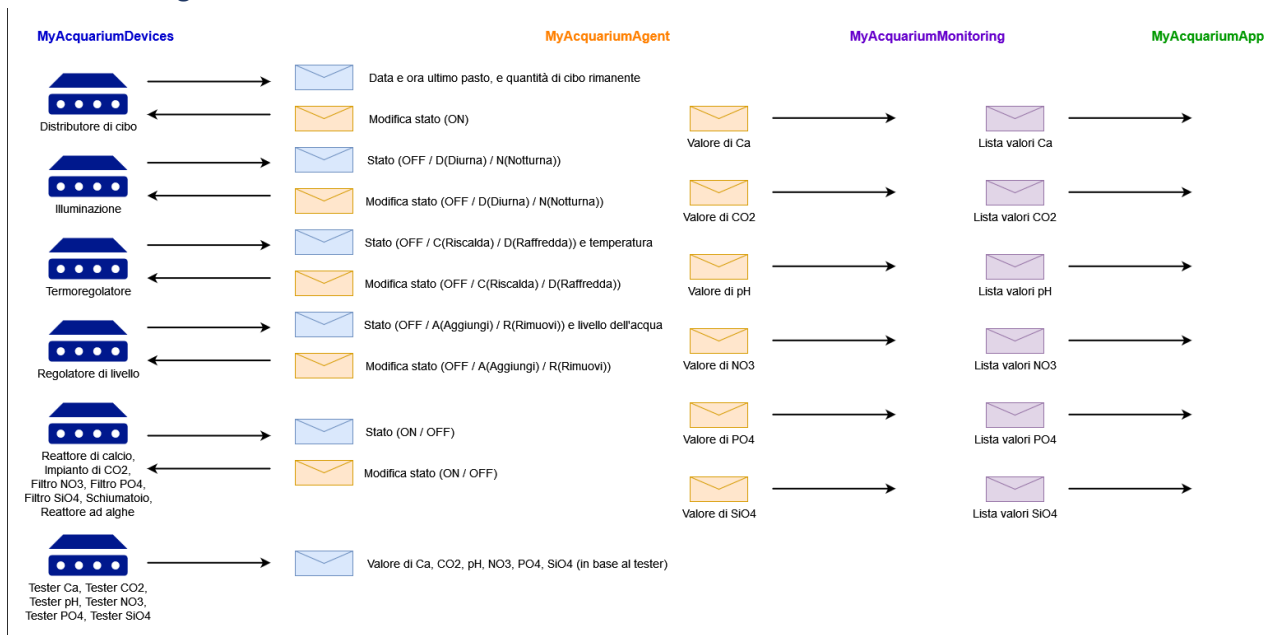 MyAcquariumDevices
MyAcquariumAgent
MyAcquariumMonitoring
MyAcquariumApp
Distributore di cibo
Data e ora ultimo pasto, e quantità di cibo rimanente
Modifica stato (ON)
Illuminazione
Stato (OFF / D(Diurna) / N(Notturna))
Modifica stato (OFF / D(Diurna) / N(Notturna))
Termoregolatore
Stato (OFF / C(Riscalda) / D(Raffredda)) e temperatura
Modifica stato (OFF / C(Riscalda) / D(Raffredda))
Regolatore di livello
Stato (OFF / A(Aggiungi) / R(Rimuovi)) e livello dell'acqua
Modifica stato (OFF / A(Aggiungi) / R(Rimuovi))
Reattore di calcio,
Impianto di CO2,
Filtro NO3, Filtro PO4,
Filtro SiO4, Schiumatoio,
Reattore ad alghe
Stato (ON / OFF)
Modifica stato (ON / OFF)
Tester Ca, Tester CO2,
Tester pH, Tester NO3,
Tester PO4, Tester SiO4
Valore di Ca, CO2, pH, NO3, PO4, SiO4 (in base al tester)
Valore di Ca
Lista valori Ca
Valore di CO2
Lista valori CO2
Valore di pH
Lista valori pH
Valore di NO3
Lista valori NO3
Valore di PO4
Lista valori PO4
Valore di SiO4
Lista valori SiO4